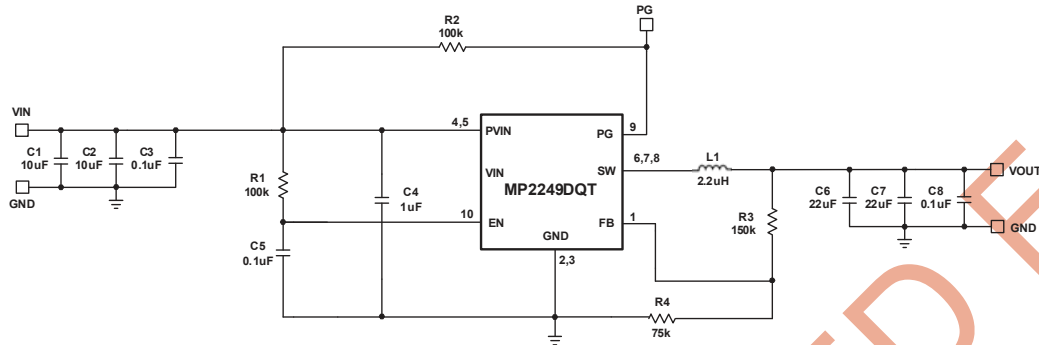 PG
R2
100k
VIN
C1
10uF
C2
10uF
C3
0.1uF
GND
R1
100k
C5
0.1uF
C4
1uF
4,5
PVIN
VIN
MP2249DQT
10
EN
GND
2,3
PG
9
SW
6,7,8
FB
1
L1
2.2uH
R3
150k
R4
75k
C6
22uF
C7
22uF
C8
0.1uF
VOUT
GND